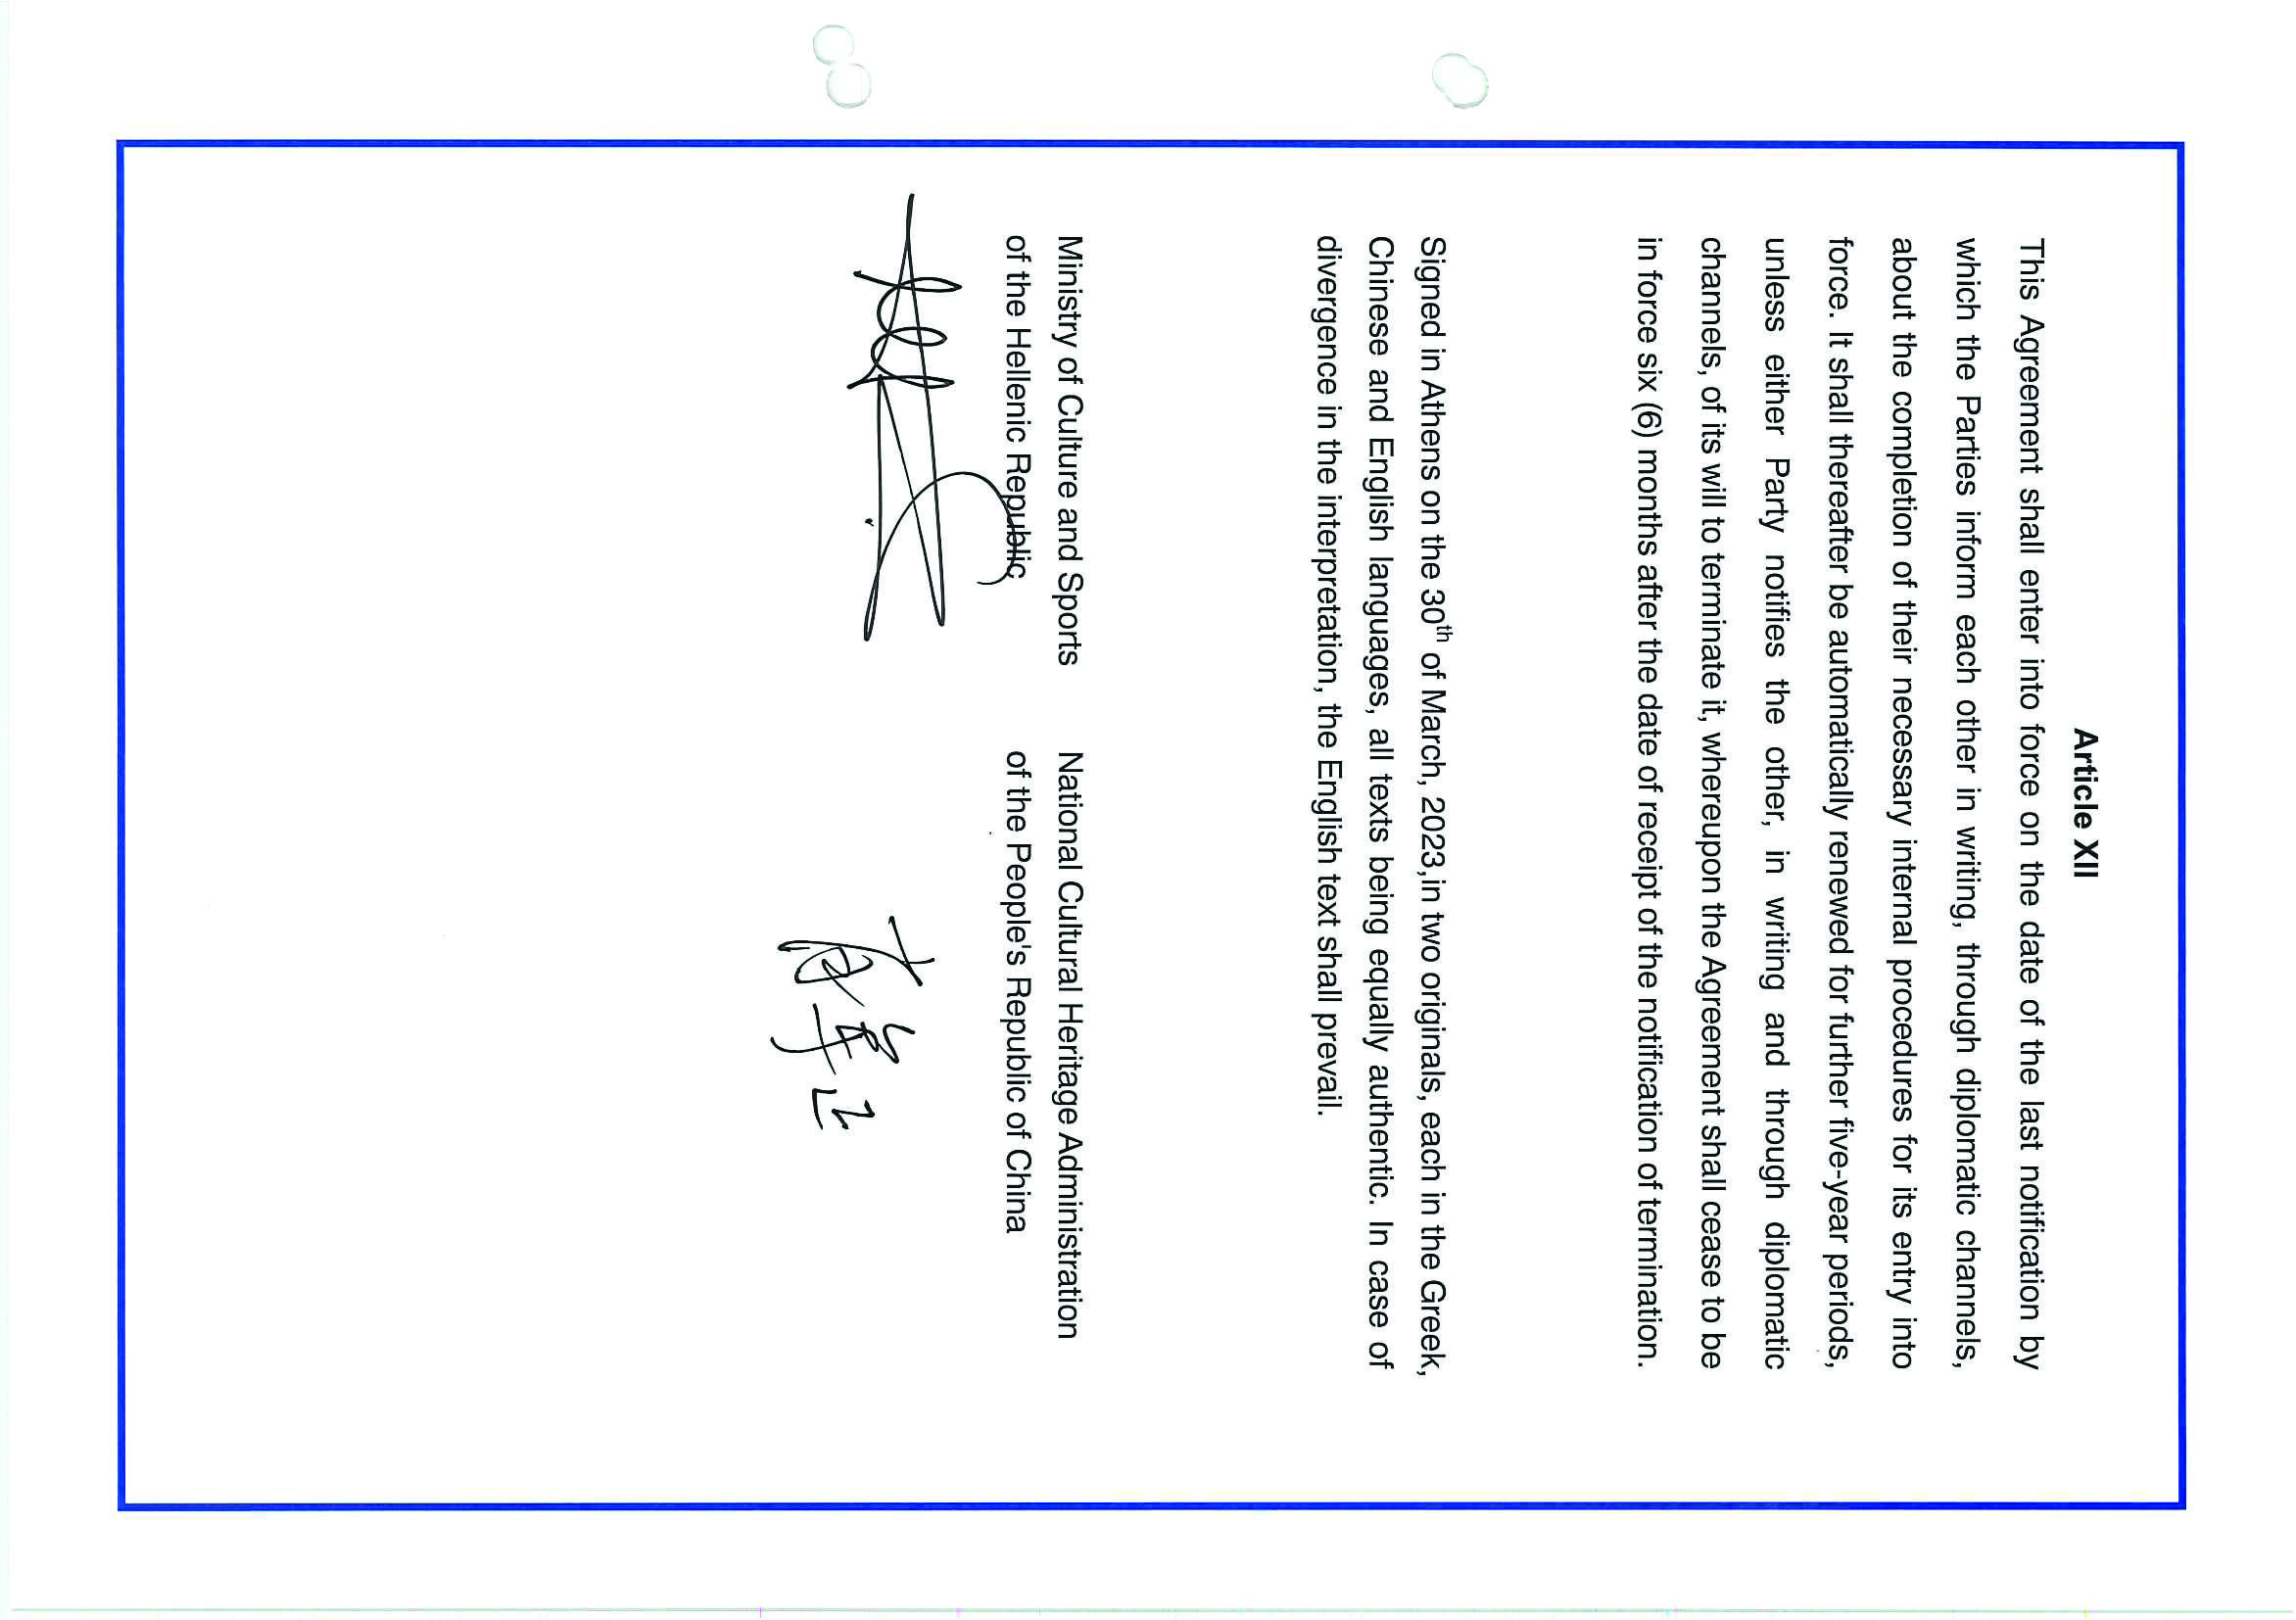 Article XII
This Agreement shall enter into force on the date of the last notification by
which the Parties inform each other in writing, through diplomatic channels,
about the completion of their necessary internal procedures for its entry into
force. It shall thereafter be automatically renewed for further five-year periods,
unless either Party notifies the other, in writing and through diplomatic
channels, of its will to terminate it, whereupon the Agreement shall cease to be
in force six (6) months after the date of receipt of the notification of termination.
Signed in Athens on the 30th of March, 2023,in two originals, each in the Greek,
Chinese and English languages, all texts being equally authentic. In case of
divergence in the interpretation, the English text shall prevail.
Ministry of Culture and Sports
of the Hellenic Republic
National Cultural Heritage Administration
of the People's Republic of China